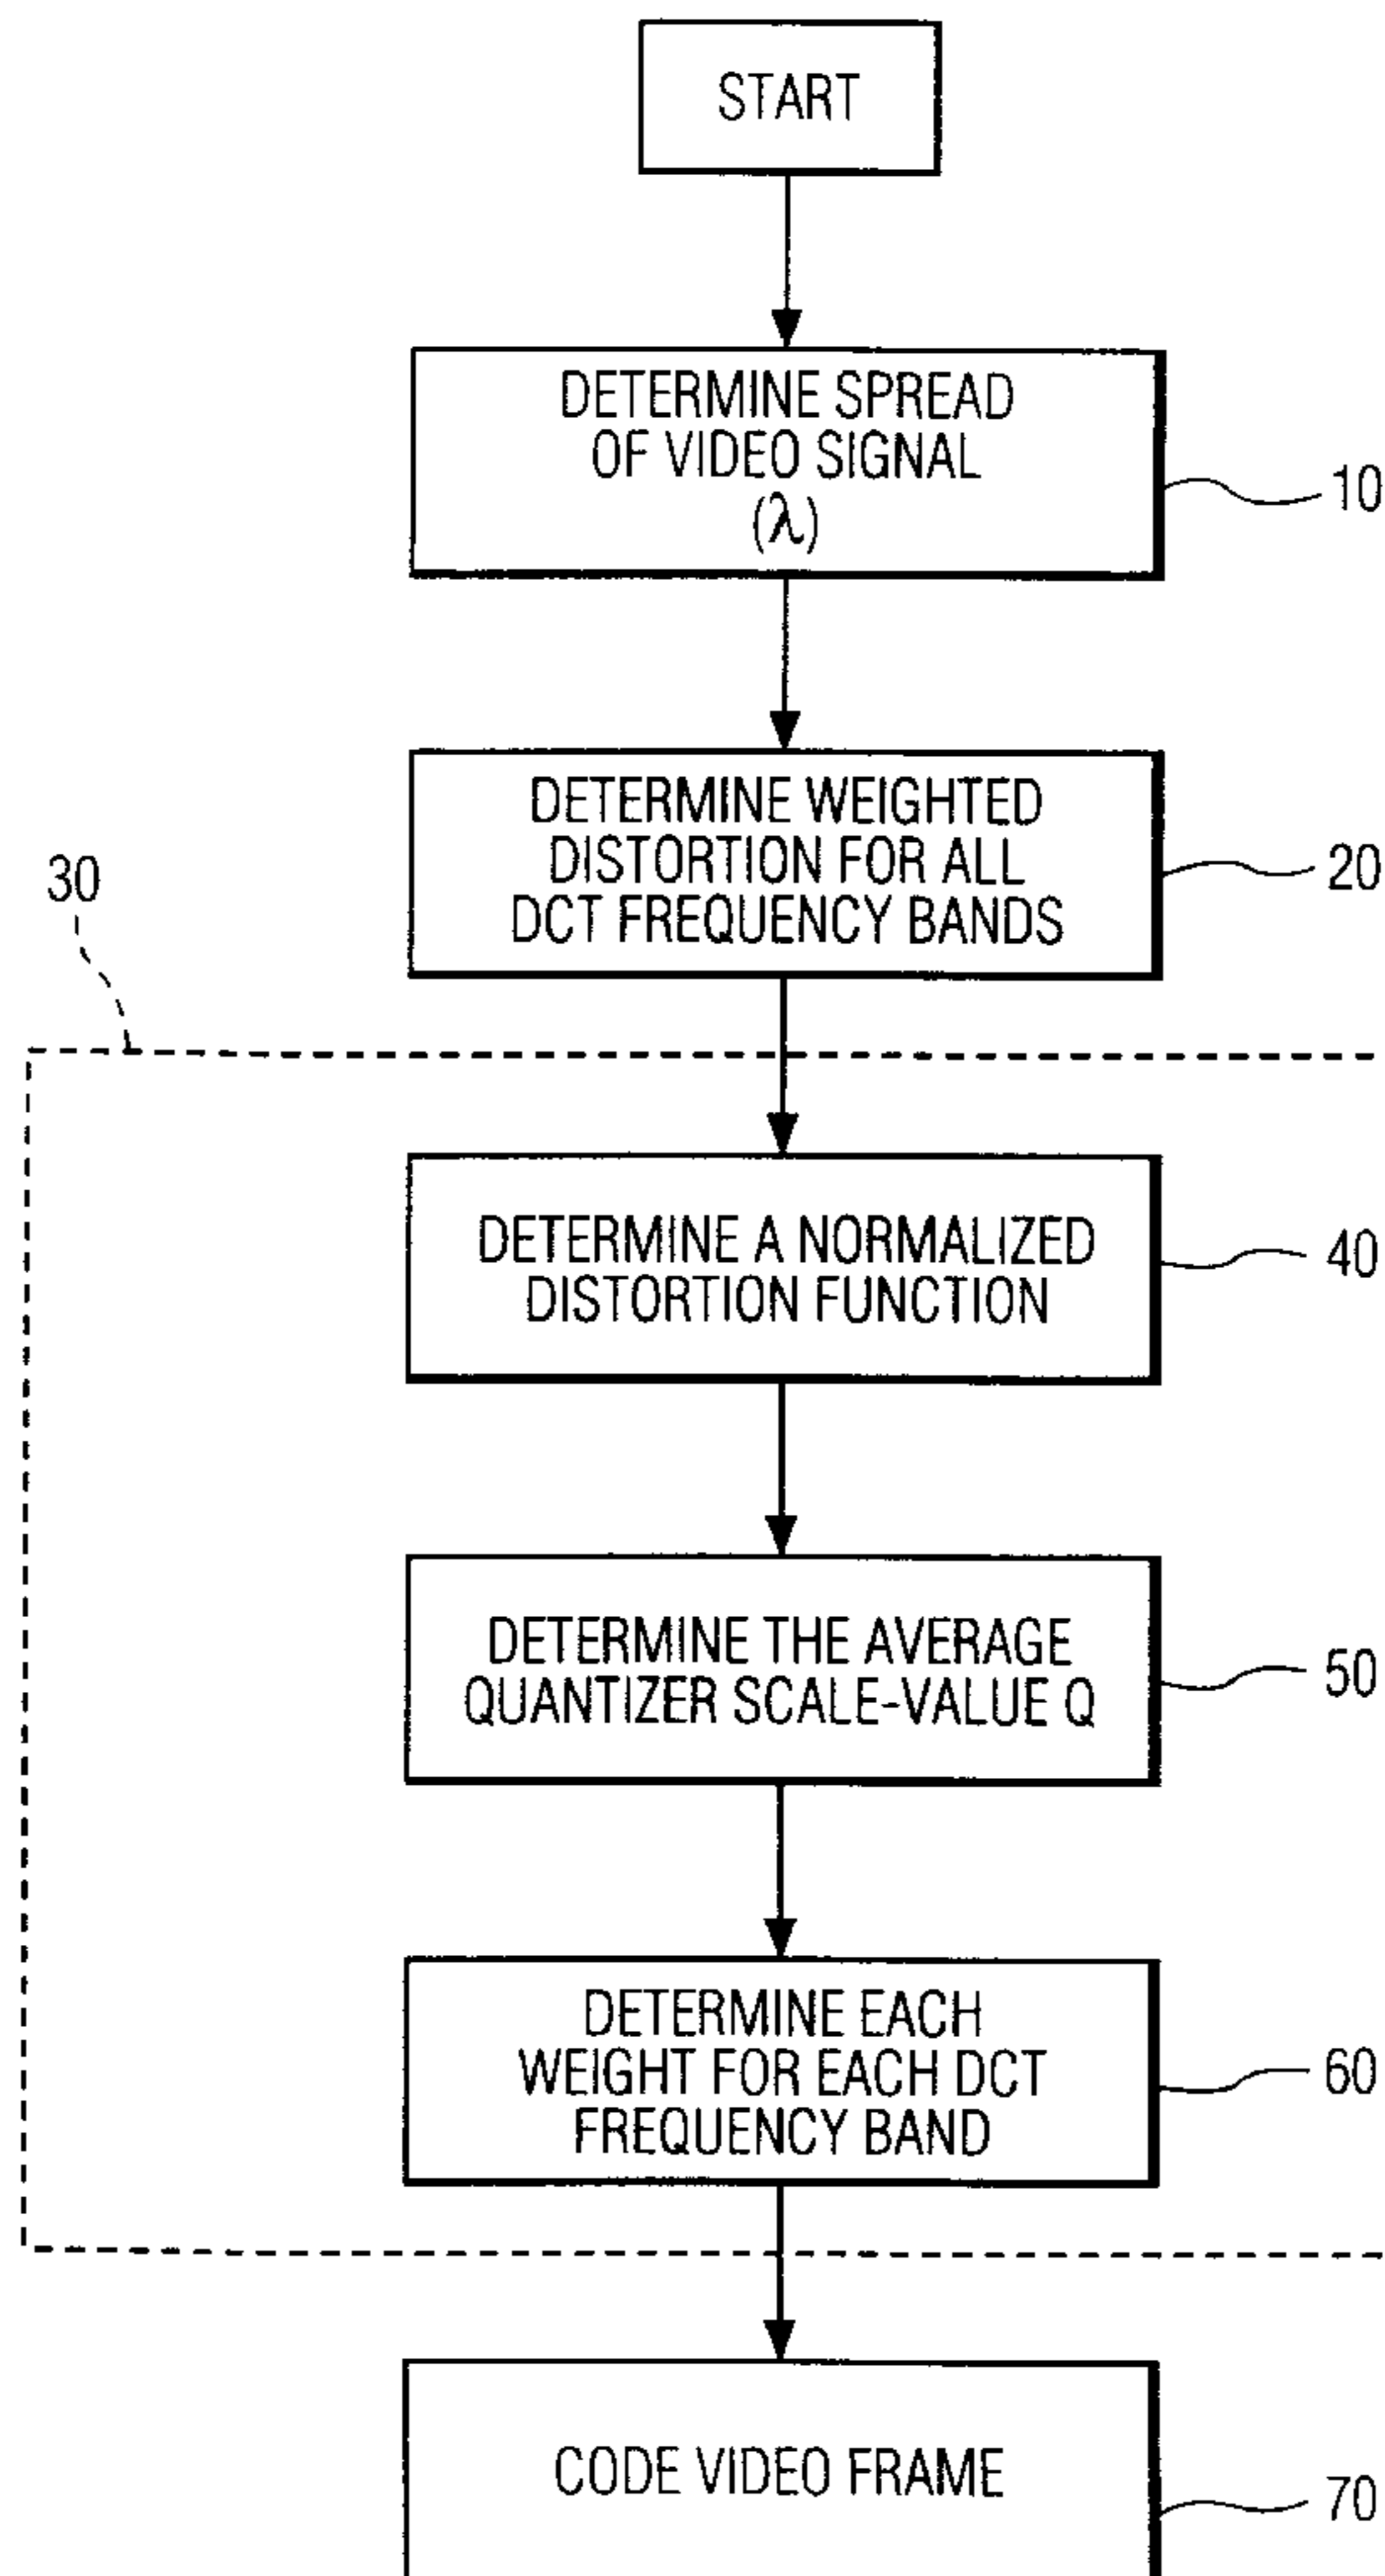 START
DETERMINE SPREAD
OF VIDEO SIGNAL
(λ)
10
DETERMINE WEIGHTED
DISTORTION FOR ALL
DCT FREQUENCY BANDS
20
30
DETERMINE A NORMALIZED
DISTORTION FUNCTION
40
DETERMINE THE AVERAGE
QUANTIZER SCALE-VALUE Q
50
DETERMINE EACH
WEIGHT FOR EACH DCT
FREQUENCY BAND
60
CODE VIDEO FRAME
70